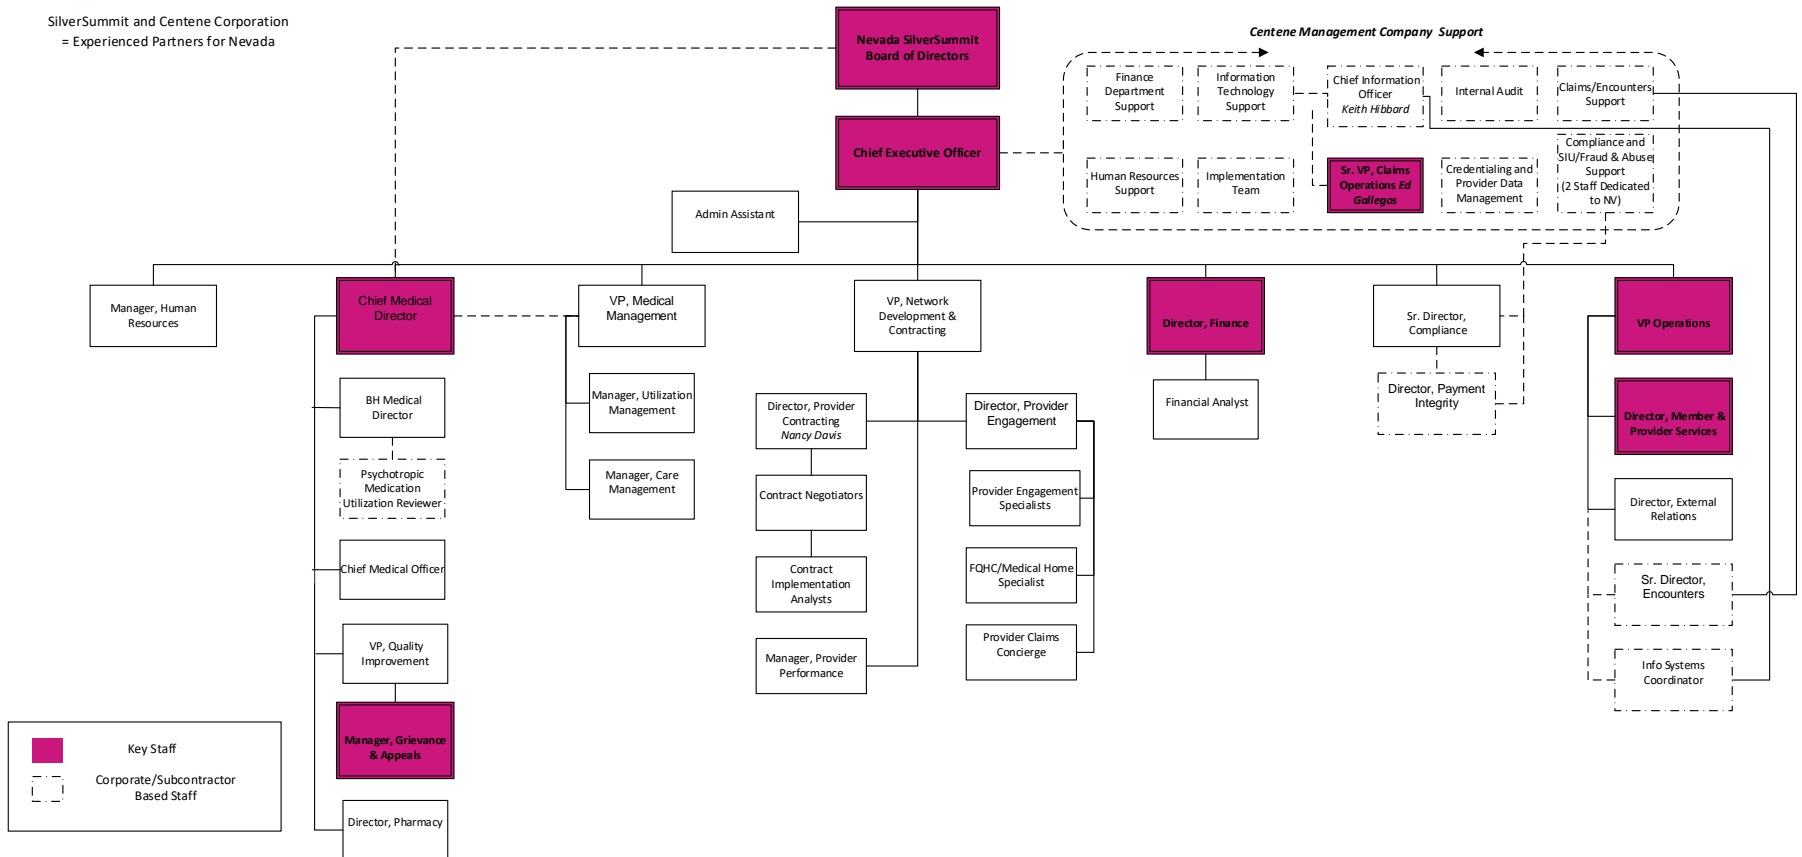 SilverSummit and Centene Corporation
= Experienced Partners for Nevada
Nevada SilverSummit
Board of Directors
Chief Executive Officer
Admin Assistant
Centene Management Company Support
Finance
Department
Support
Information
Technology
Support
Chief Information
Officer
Keith Hibbard
Internal Audit
Claims/Encounters
Support
Human Resources
Support
Implementation
Team
Sr. VP, Claims
Operations Ed
Gallegos
Credentialing and
Provider Data
Management
Compliance and
SIU/Fraud & Abuse
Support
(2 Staff Dedicated
to NV)
Manager, Human
Resources
Chief Medical
Director
VP, Medical
Management
VP, Network
Development &
Contracting
Director, Finance
Sr. Director,
Compliance
VP Operations
BH Medical
Director
Psychotropic
Medication
Utilization Reviewer
Chief Medical Officer
VP, Quality
Improvement
Manager, Grievance
& Appeals
Director, Pharmacy
Manager, Utilization
Management
Manager, Care
Management
Director, Provider
Contracting
Nancy Davis
Contract Negotiators
Contract
Implementation
Analysts
Manager, Provider
Performance
Director, Provider
Engagement
Provider Engagement
Specialists
FQHC/Medical Home
Specialist
Provider Claims
Concierge
Financial Analyst
Director, Payment
Integrity
Director, Member &
Provider Services
Director, External
Relations
Sr. Director,
Encounters
Info Systems
Coordinator
Key Staff
Corporate/Subcontractor
Based Staff